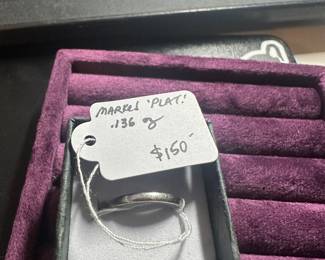 MARKED 'PLAT.'
.136 oz
$150